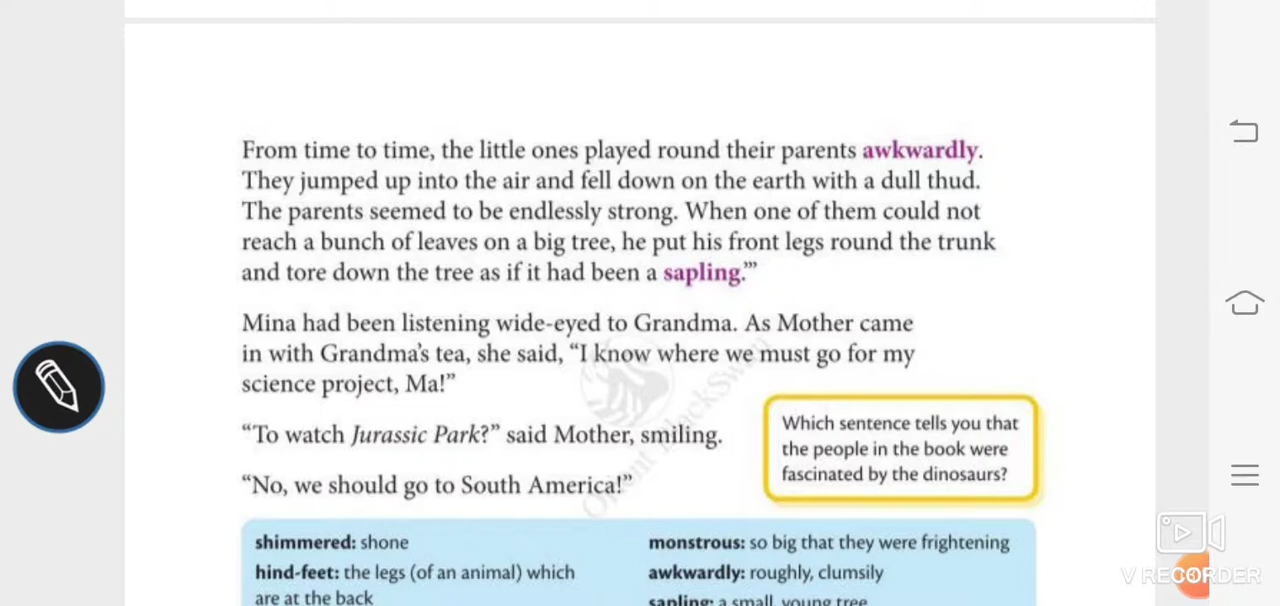 From time to time, the little ones played round their parents awkwardly.
They jumped up into the air and fell down on the earth with a dull thud.
The parents seemed to be endlessly strong. When one of them could not
reach a bunch of leaves on a big tree, he put his front legs round the trunk
and tore down the tree as if it had been a sapling.’”
Mina had been listening wide-eyed to Grandma. As Mother came
in with Grandma’s tea, she said, “I know where we must go for my
science project, Ma!”
“To watch Jurassic Park?” said Mother, smiling.
“No, we should go to South America!”
Which sentence tells you that
the people in the book were
fascinated by the dinosaurs?
shimmered: shone
hind-feet: the legs (of an animal) which
are at the back
monstrous: so big that they were frightening
awkwardly: roughly, clumsily
sapling: a small, young tree
Orient BlackSwan
V RECORDER